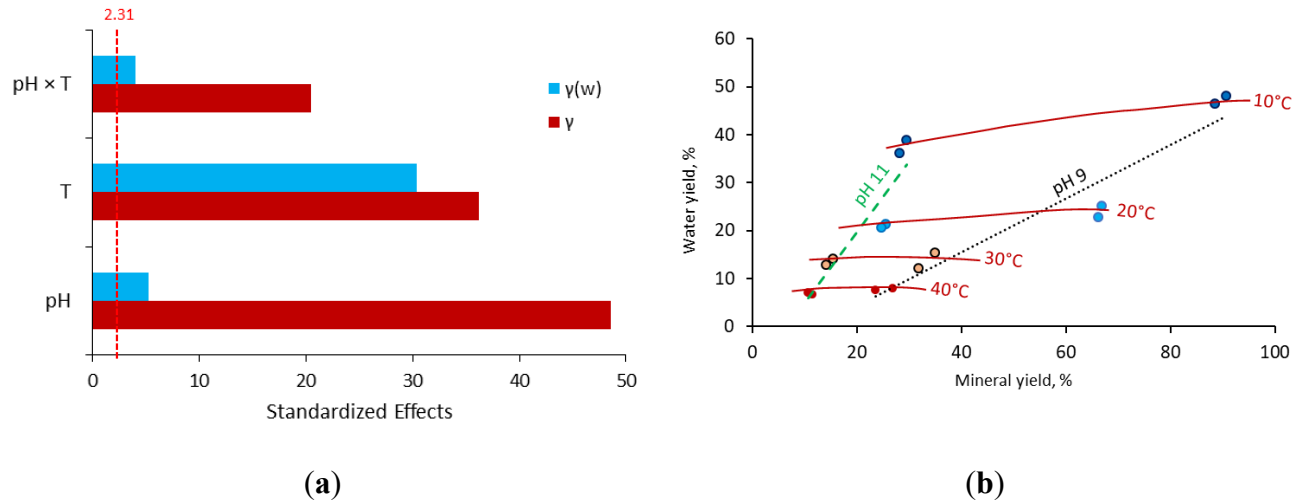 2.31
pH × T
T
pH
γ(w)
γ
0 10 20 30 40 50
Standardized Effects
(a)
60
50
40
30
20
10
0
Water yield, %
10°C
20°C
30°C
40°C
pH 11
pH 9
0 20 40 60 80 100
Mineral yield, %
(b)